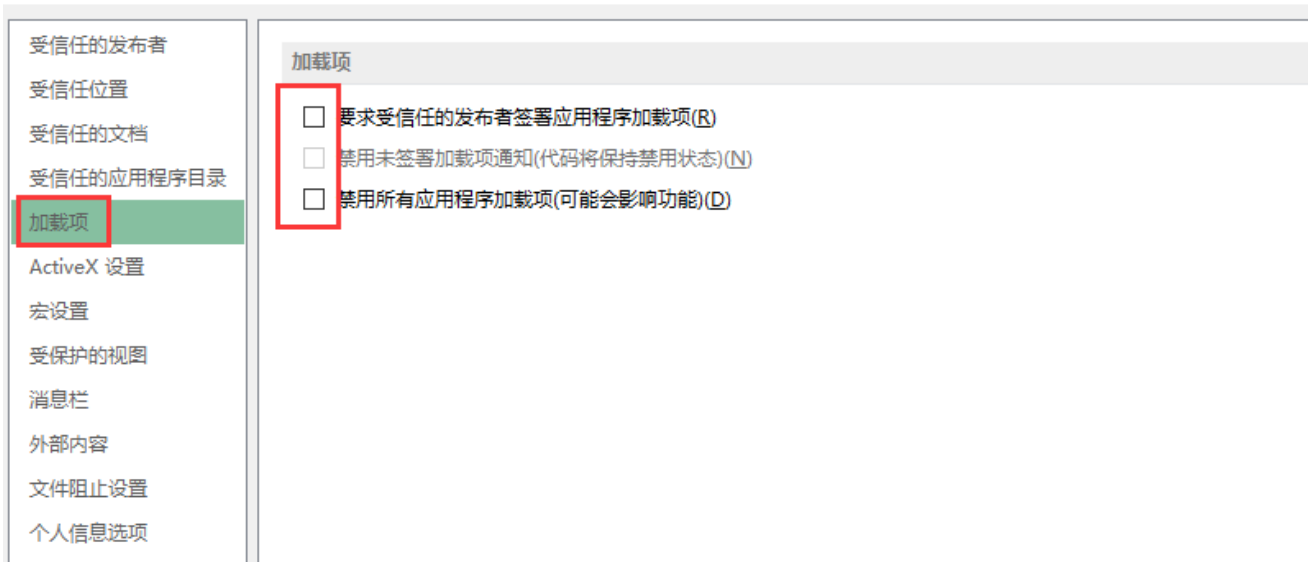 受信任的发布者
受信任位置
受信任的文档
受信任的应用程序目录
加载项
ActiveX 设置
宏设置
受保护的视图
消息栏
外部内容
文件阻止设置
个人信息选项
加载项
要求受信任的发布者签署应用程序加载项(R)
禁用未签署加载项通知(代码将保持禁用状态)(N)
禁用所有应用程序加载项(可能会影响功能)(D)